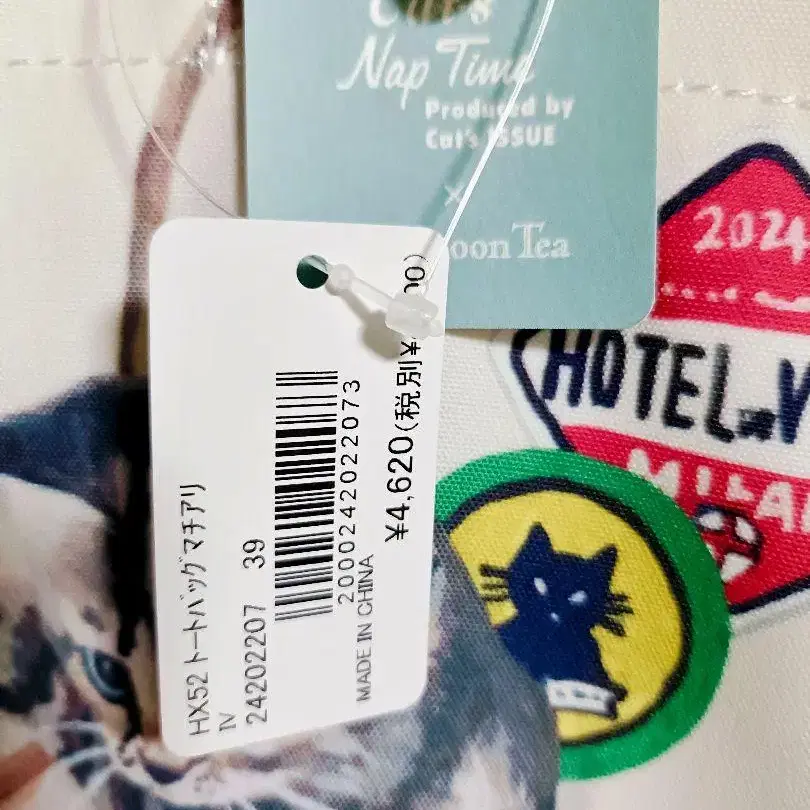 Nap Time
Produced by
Cat's ISSUE
×
oon Tea
2024
HOTEL
HX52 トートバッグマチアリ
IV
24202207 39
2000242022073
MADE IN CHINA
¥4,620(税別¥